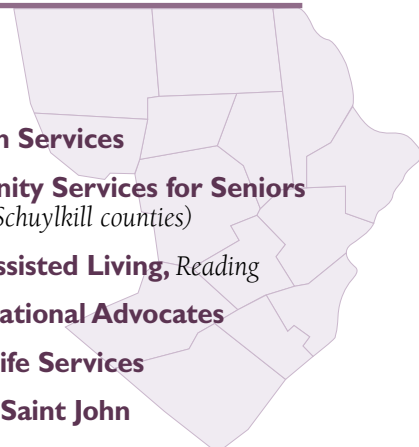 Services
nity Services for Seniors
Schuylkill counties)
ssisted Living, Reading
ational Advocates
ife Services
Saint John